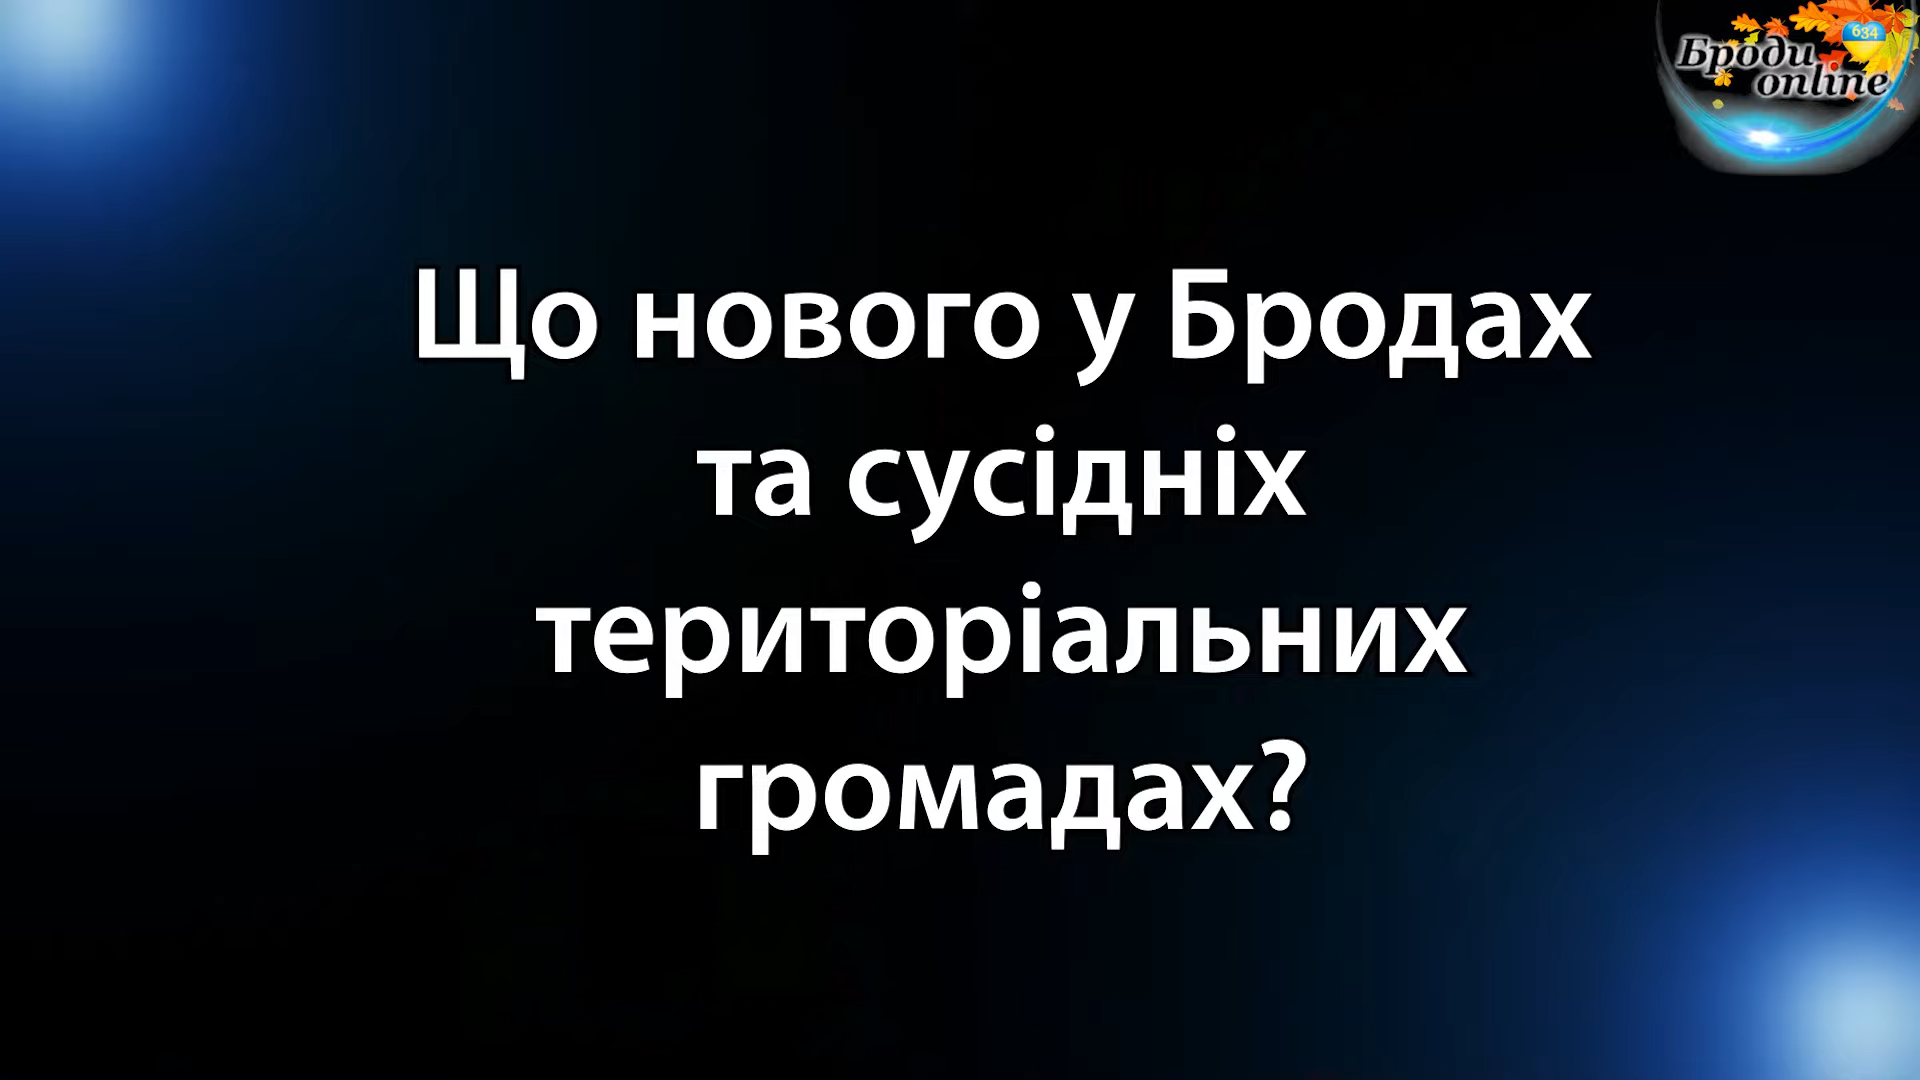 634
Броди
online
Що нового у Бродах
та сусідніх
територіальних
громадах?